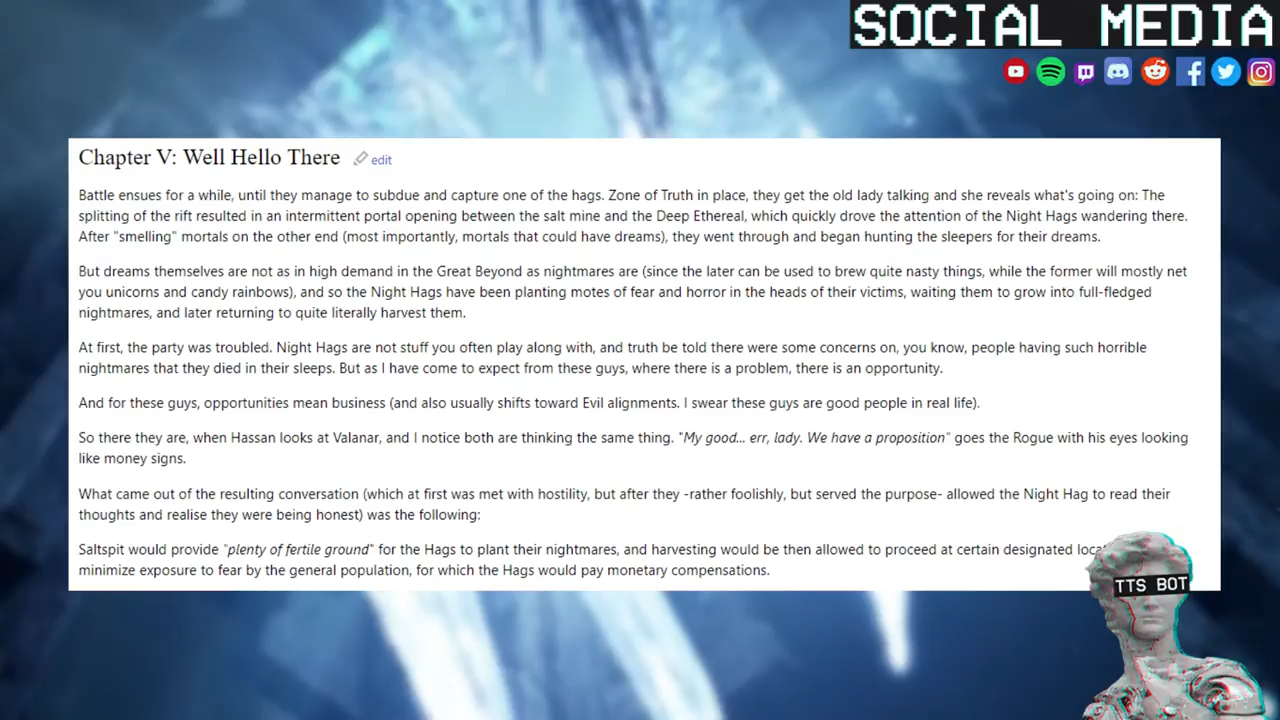 SOCIAL MEDIA
Chapter V: Well Hello There edit
Battle ensues for a while, until they manage to subdue and capture one of the hags. Zone of Truth in place, they get the old lady talking and she reveals what's going on: The
splitting of the rift resulted in an intermittent portal opening between the salt mine and the Deep Ethereal, which quickly drove the attention of the Night Hags wandering there.
After "smelling" mortals on the other end (most importantly, mortals that could have dreams), they went through and began hunting the sleepers for their dreams.
But dreams themselves are not as in high demand in the Great Beyond as nightmares are (since the later can be used to brew quite nasty things, while the former will mostly net
you unicorns and candy rainbows), and so the Night Hags have been planting motes of fear and horror in the heads of their victims, waiting them to grow into full-fledged
nightmares, and later returning to quite literally harvest them.
At first, the party was troubled. Night Hags are not stuff you often play along with, and truth be told there were some concerns on, you know, people having such horrible
nightmares that they died in their sleeps. But as I have come to expect from these guys, where there is a problem, there is an opportunity.
And for these guys, opportunities mean business (and also usually shifts toward Evil alignments. I swear these guys are good people in real life).
So there they are, when Hassan looks at Valanar, and I notice both are thinking the same thing. "My good... err, lady. We have a proposition" goes the Rogue with his eyes looking
like money signs.
What came out of the resulting conversation (which at first was met with hostility, but after they -rather foolishly, but served the purpose- allowed the Night Hag to read their
thoughts and realise they were being honest) was the following:
Saltspit would provide "plenty of fertile ground" for the Hags to plant their nightmares, and harvesting would be then allowed to proceed at certain designated
minimize exposure to fear by the general population, for which the Hags would pay monetary compensations.
TTS BOT